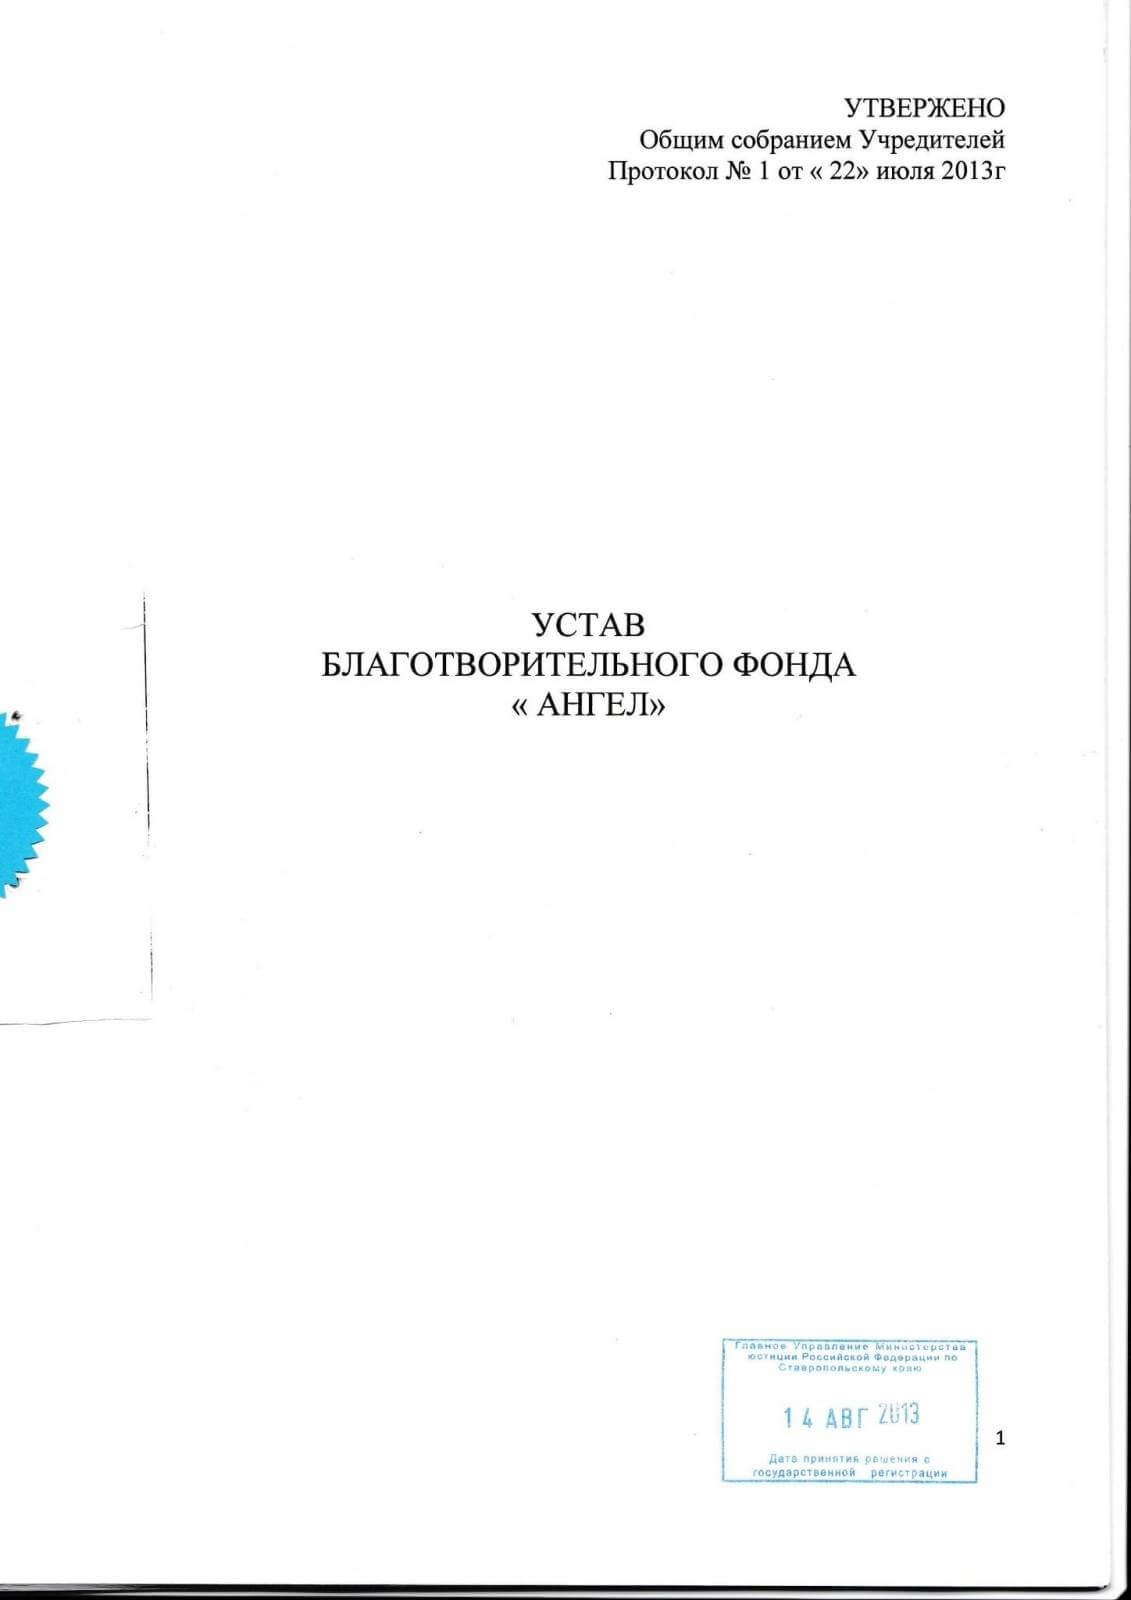 УТВЕРЖЕНО
Общим собранием Учредителей
Протокол № 1 от « 22» июля 2013г
УСТАВ
БЛАГОТВОРИТЕЛЬНОГО ФОНДА
« АНГЕЛ»
Главное Управление Министерства
юстиции Российской Федерации по
Ставропольскому краю
14 АВГ 2013
Дата принятия решения о
государственной регистрации
1